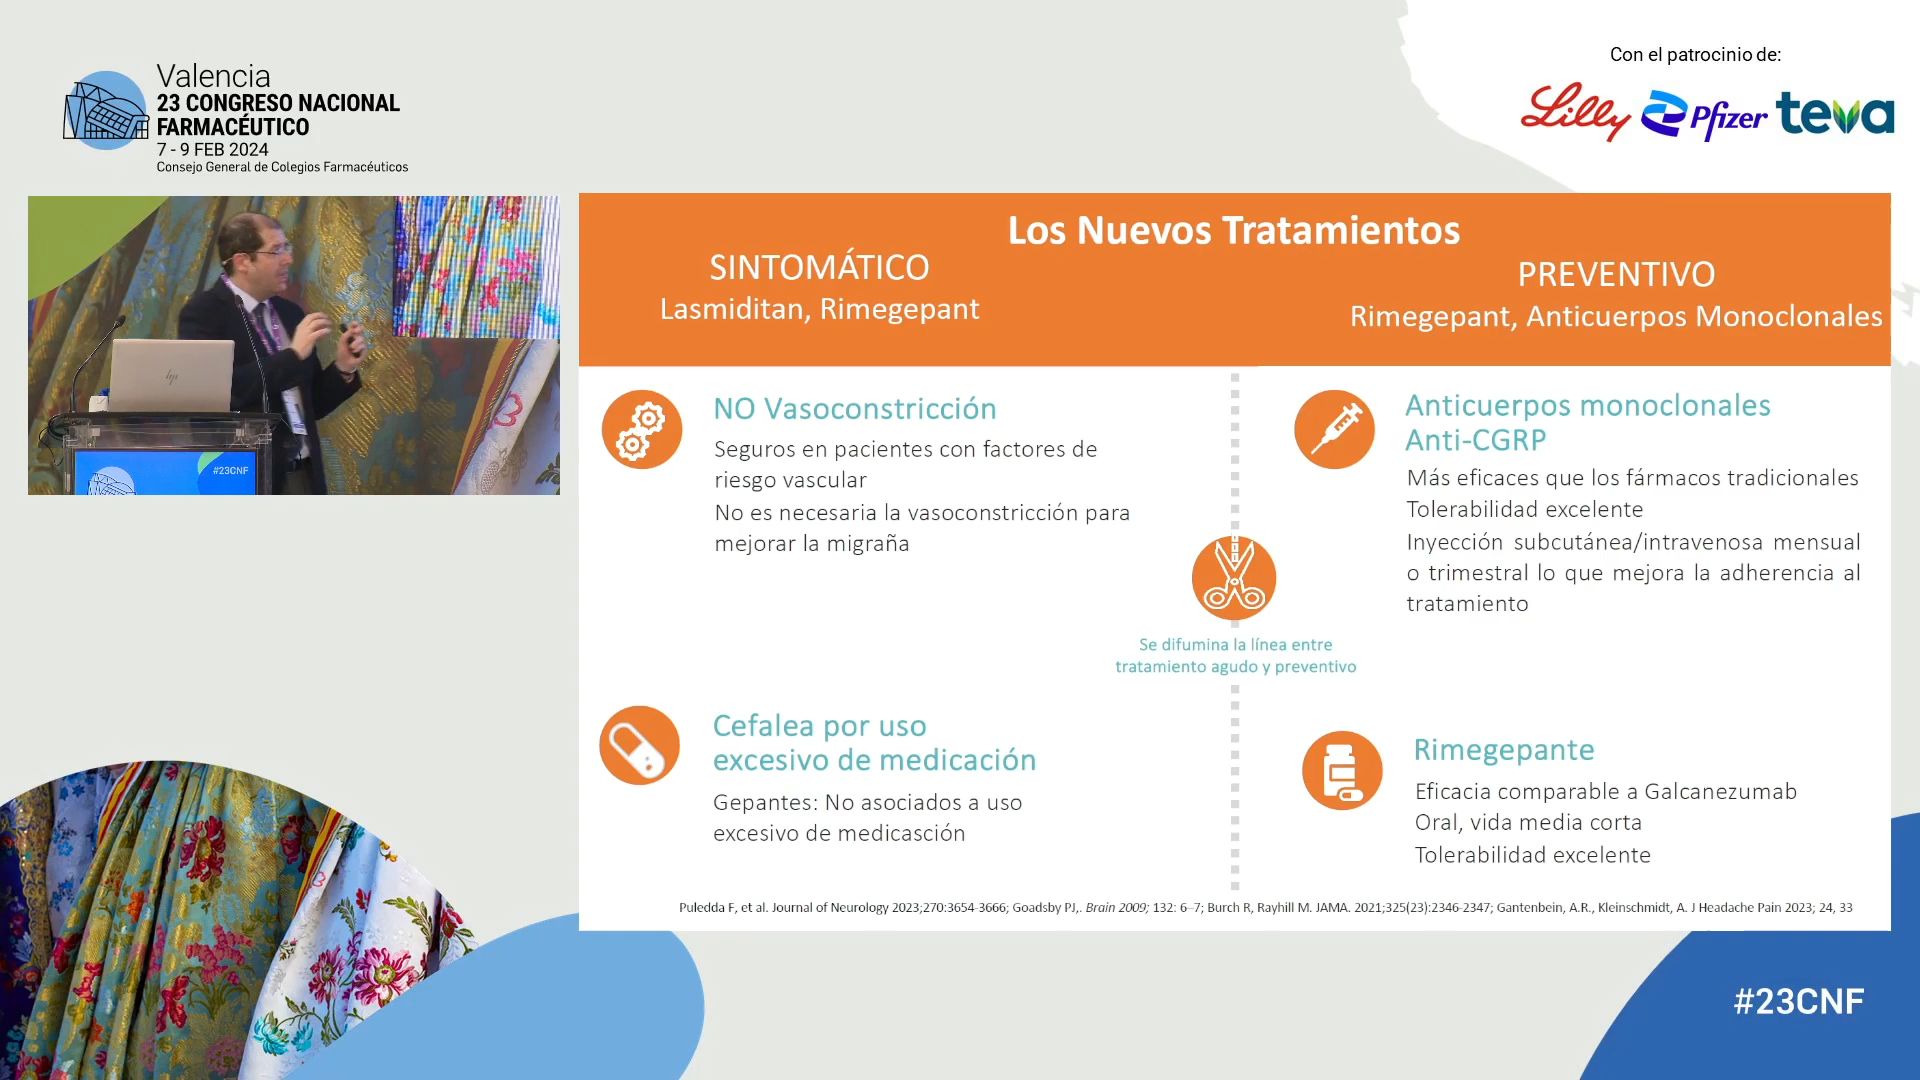 Valencia
23 CONGRESO NACIONAL
FARMACÉUTICO
7 - 9 FEB 2024
Consejo General de Colegios Farmacéuticos
Con el patrocinio de:
Lilly
Pfizer
teva
hp
#23CNF
Los Nuevos Tratamientos
SINTOMÁTICO
Lasmiditan, Rimegepant
PREVENTIVO
Rimegepant, Anticuerpos Monoclonales
NO Vasoconstricción
Seguros en pacientes con factores de
riesgo vascular
No es necesaria la vasoconstricción para
mejorar la migraña
Cefalea por uso
excesivo de medicación
Gepantes: No asociados a uso
excesivo de medicasción
Se difumina la línea entre
tratamiento agudo y preventivo
Anticuerpos monoclonales
Anti-CGRP
Más eficaces que los fármacos tradicionales
Tolerabilidad excelente
Inyección subcutánea/intravenosa mensual
o trimestral lo que mejora la adherencia al
tratamiento
Rimegepante
Eficacia comparable a Galcanezumab
Oral, vida media corta
Tolerabilidad excelente
Puledda F, et al. Journal of Neurology 2023;270:3654-3666; Goadsby PJ,. Brain 2009; 132: 6–7; Burch R, Rayhill M. JAMA. 2021;325(23):2346-2347; Gantenbein, A.R., Kleinschmidt, A. J Headache Pain 2023; 24, 33
#23CNF